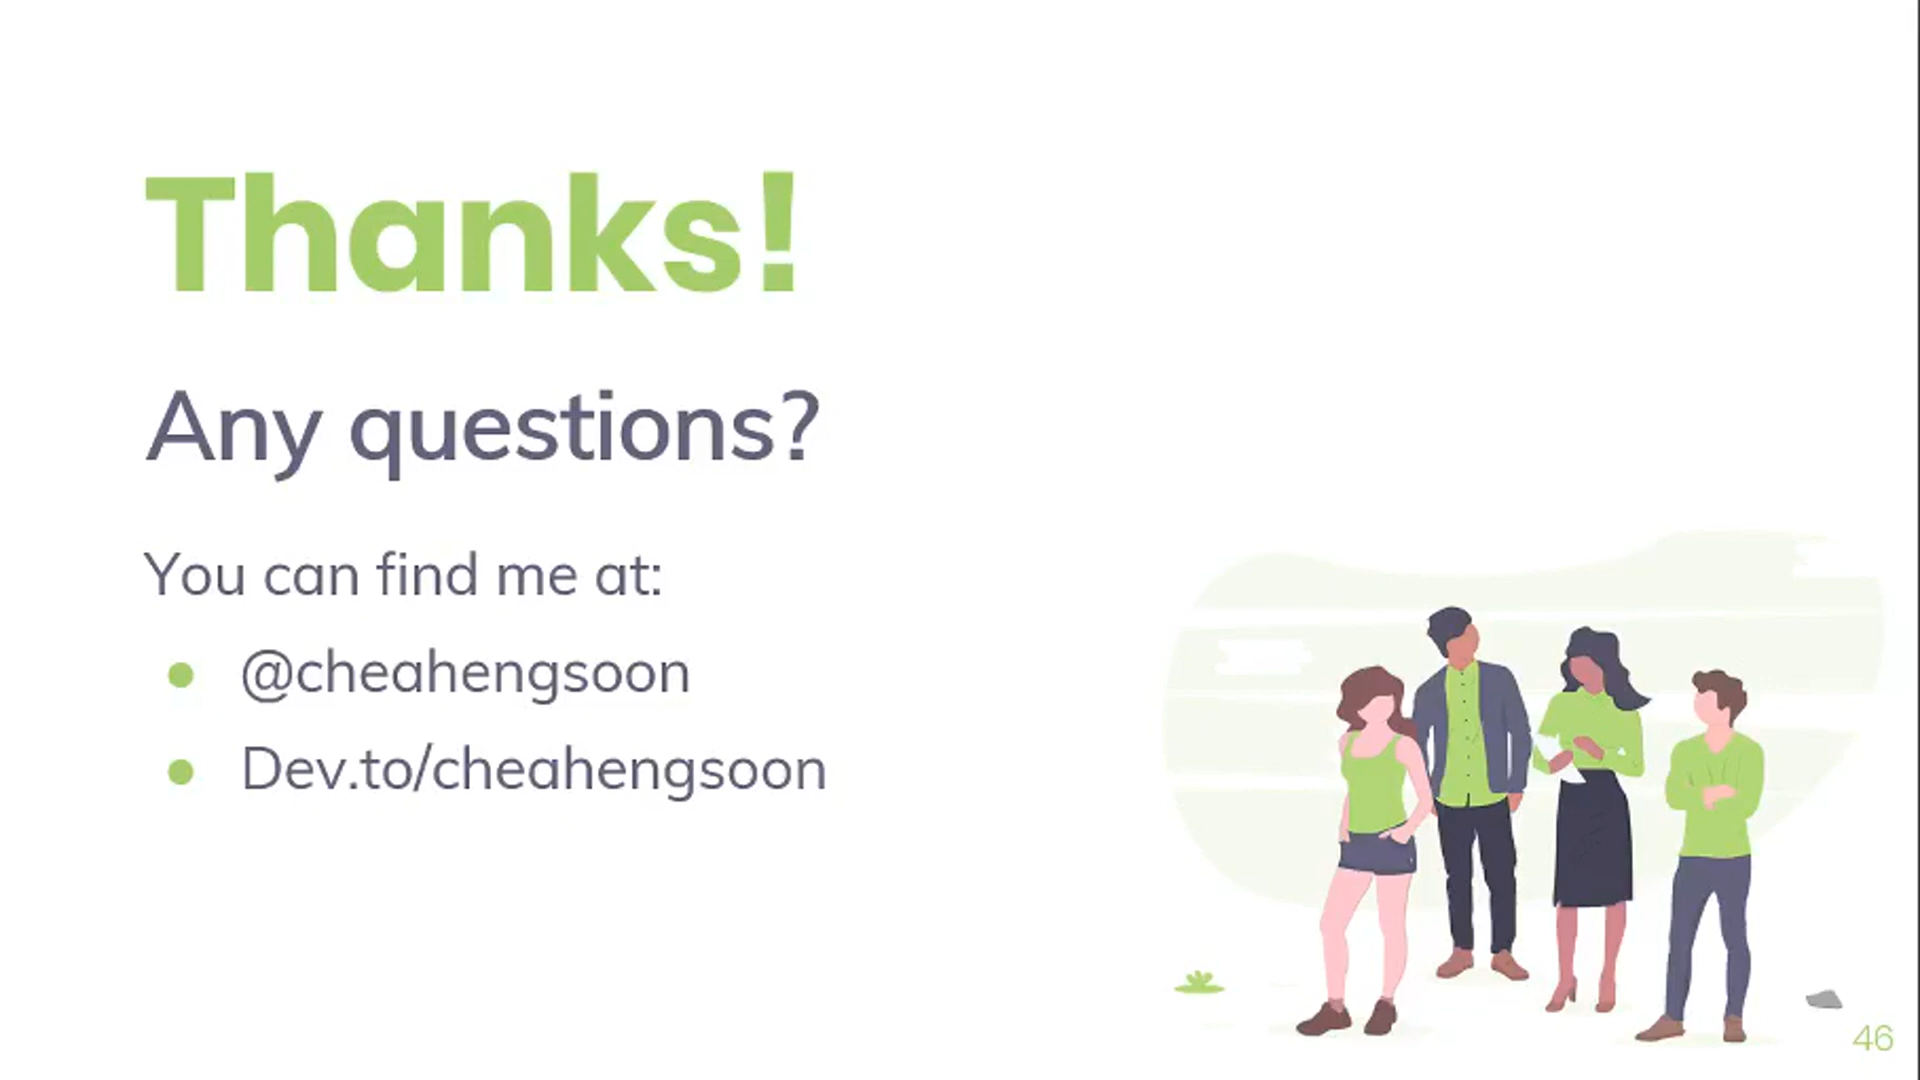 Thanks!
Any questions?
You can find me at:
@cheahengsoon
Dev.to/cheahengsoon
46